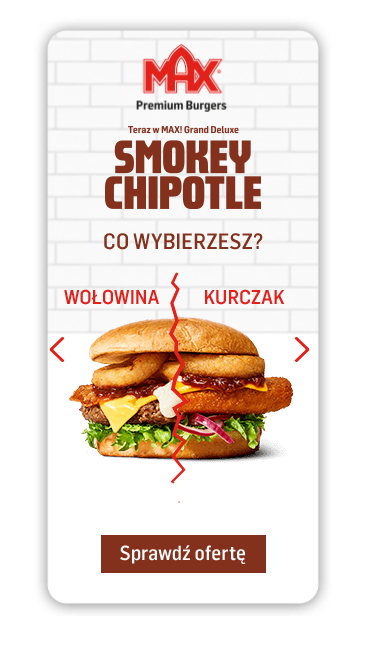 MAX
Premium Burgers
Teraz w MAX! Grand Deluxe
SMOKEY
CHIPOTLE
CO WYBIERZESZ?
WOŁOWINA KURCZAK
Sprawdź ofertę